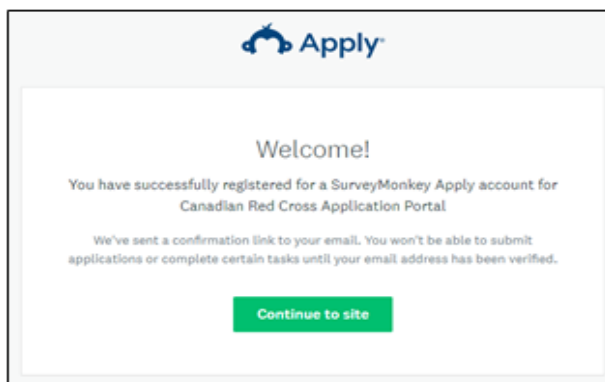 Apply
Welcome!
You have successfully registered for a SurveyMonkey Apply account for
Canadian Red Cross Application Portal
We've sent a confirmation link to your email. You won't be able to submit
applications or complete certain tasks until your email address has been verified.
Continue to site